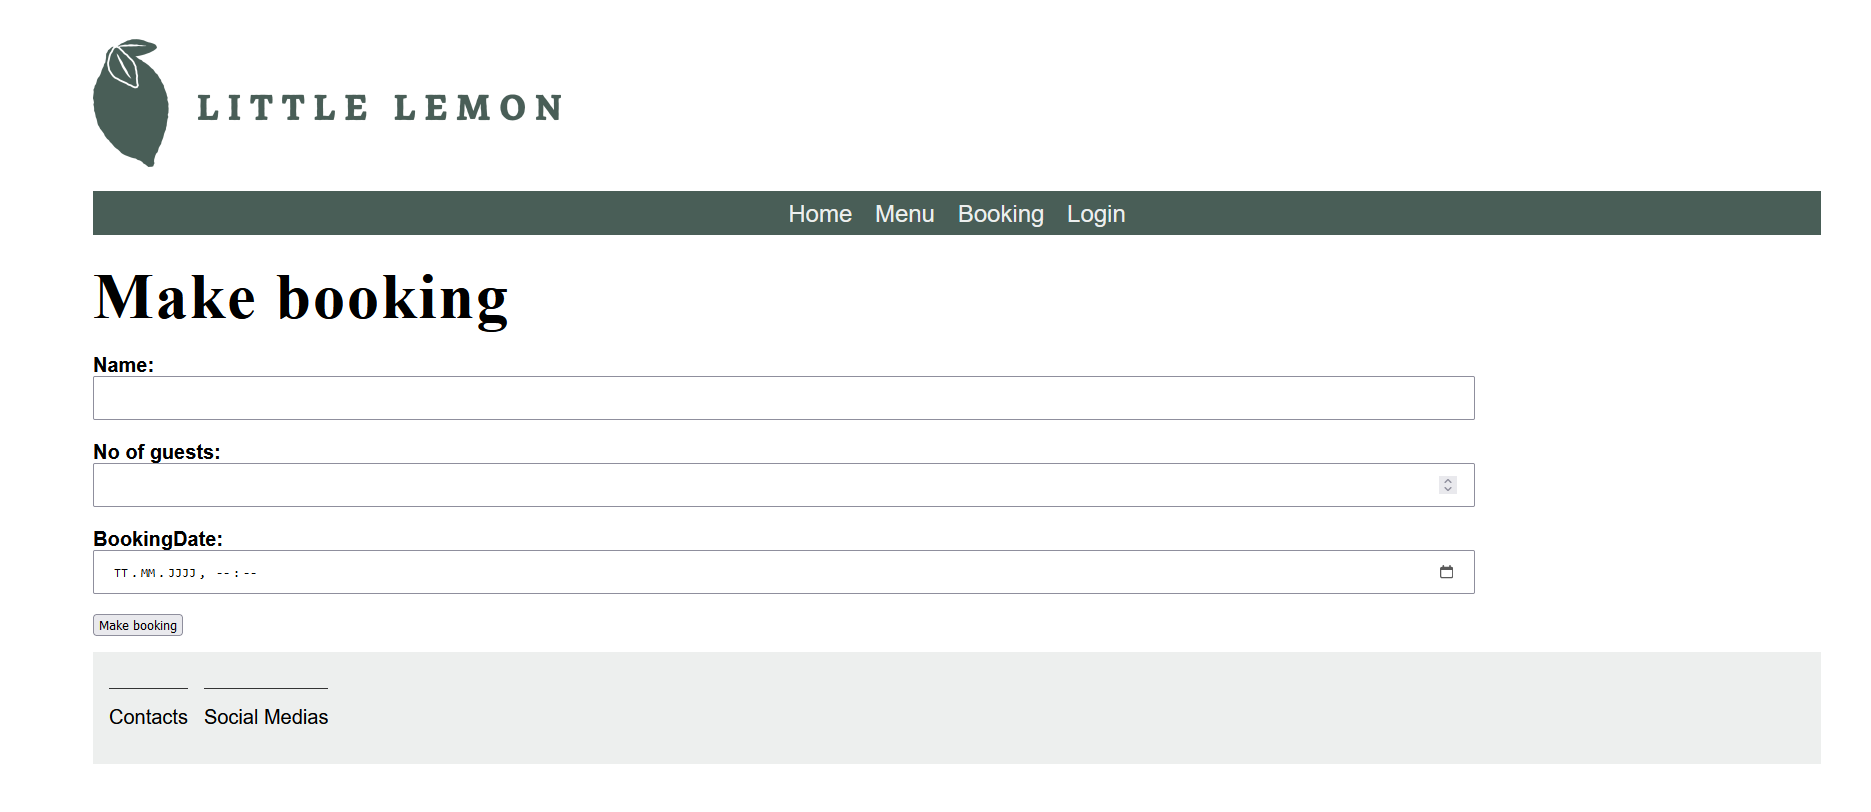 LITTLE LEMON
Home Menu Booking Login
Make booking
Name:
No of guests:
BookingDate:
TT.MM.JJJJ, --:--
Make booking
Contacts Social Medias